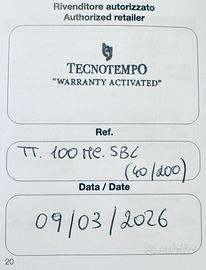 Rivenditore autorizzato
Authorized retailer
TECNOTEMPO
"WARRANTY ACTIVATED"
Ref.
TT. 100 ME. SBL
(40/200)
Data / Date
09/03/2026
20